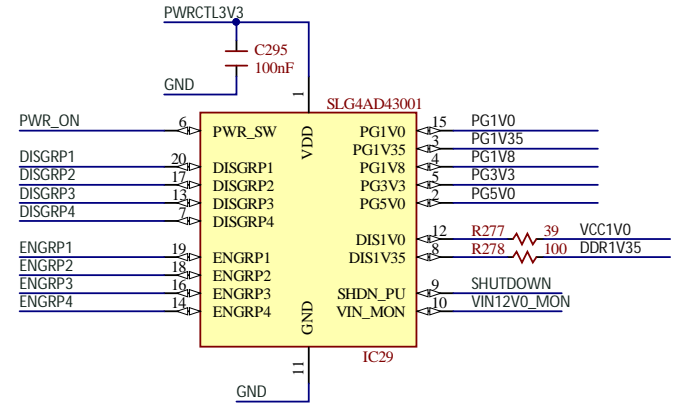 PWRCTL3V3
C295
100nF
GND
1
SLG4AD43001
PWR_ON 6 PWR_SW VDD PG1V0 15 PG1V0
PG1V35 3 PG1V35
DISGRP1 20 DISGRP1 PG1V8 4 PG1V8
DISGRP2 17 DISGRP2 PG3V3 5 PG3V3
DISGRP3 13 DISGRP3 PG5V0 2 PG5V0
DISGRP4 7 DISGRP4
DIS1V0 12 R277 39 VCC1V0
ENGRP1 19 ENGRP1 DIS1V35 8 R278 100 DDR1V35
ENGRP2 18 ENGRP2
ENGRP3 16 ENGRP3 SHDN_PU 9 SHUTDOWN
ENGRP4 14 ENGRP4 GND VIN_MON 10 VIN12V0_MON
IC29
11
GND